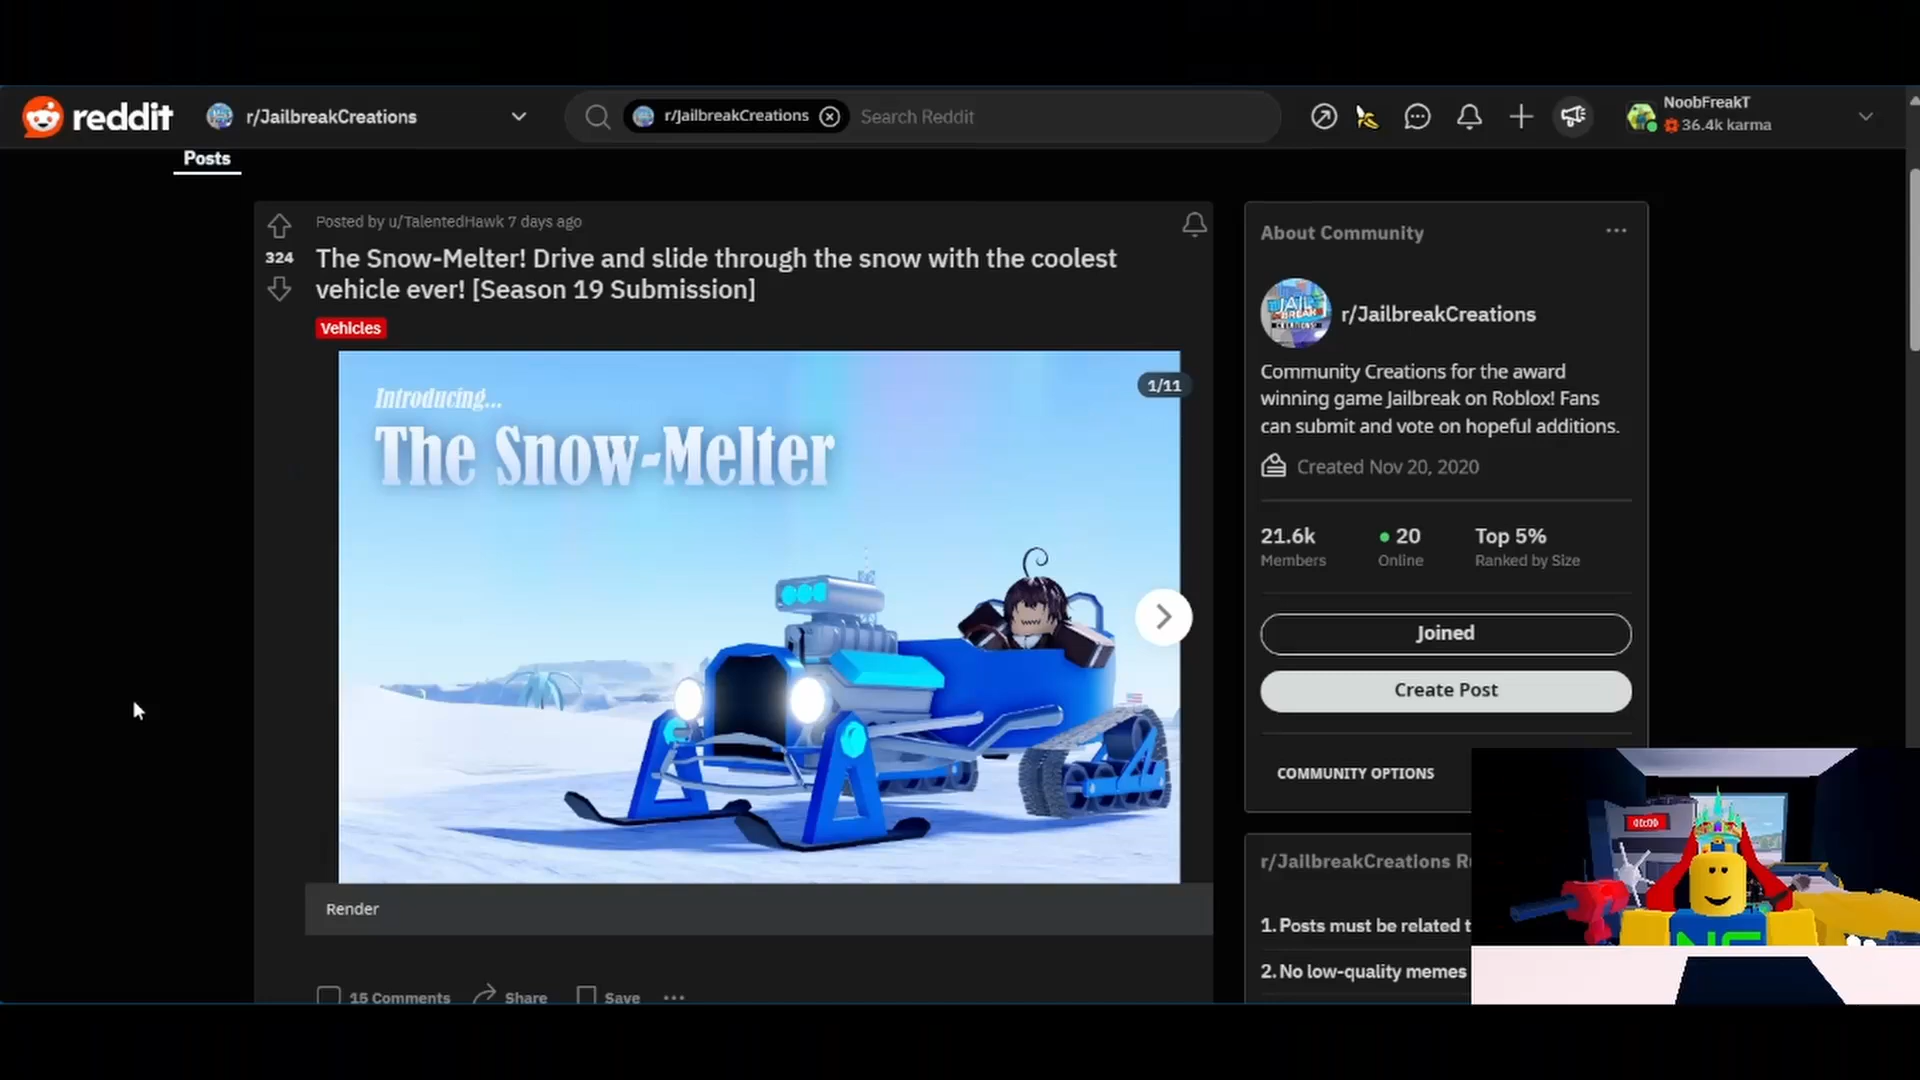 reddit
r/JailbreakCreations
r/JailbreakCreations
Search Reddit
NoobFreakT
36.4k karma
Posts
Posted by u/TalentedHawk 7 days ago
324
The Snow-Melter! Drive and slide through the snow with the coolest
vehicle ever! [Season 19 Submission]
Vehicles
Introducing...
The Snow-Melter
1/11
Render
15 Comments
Share
Save
About Community
r/JailbreakCreations
Community Creations for the award
winning game Jailbreak on Roblox! Fans
can submit and vote on hopeful additions.
Created Nov 20, 2020
21.6k
Members
20
Online
Top 5%
Ranked by Size
Joined
Create Post
COMMUNITY OPTIONS
r/JailbreakCreations
1. Posts must be related
2. No low-quality memes